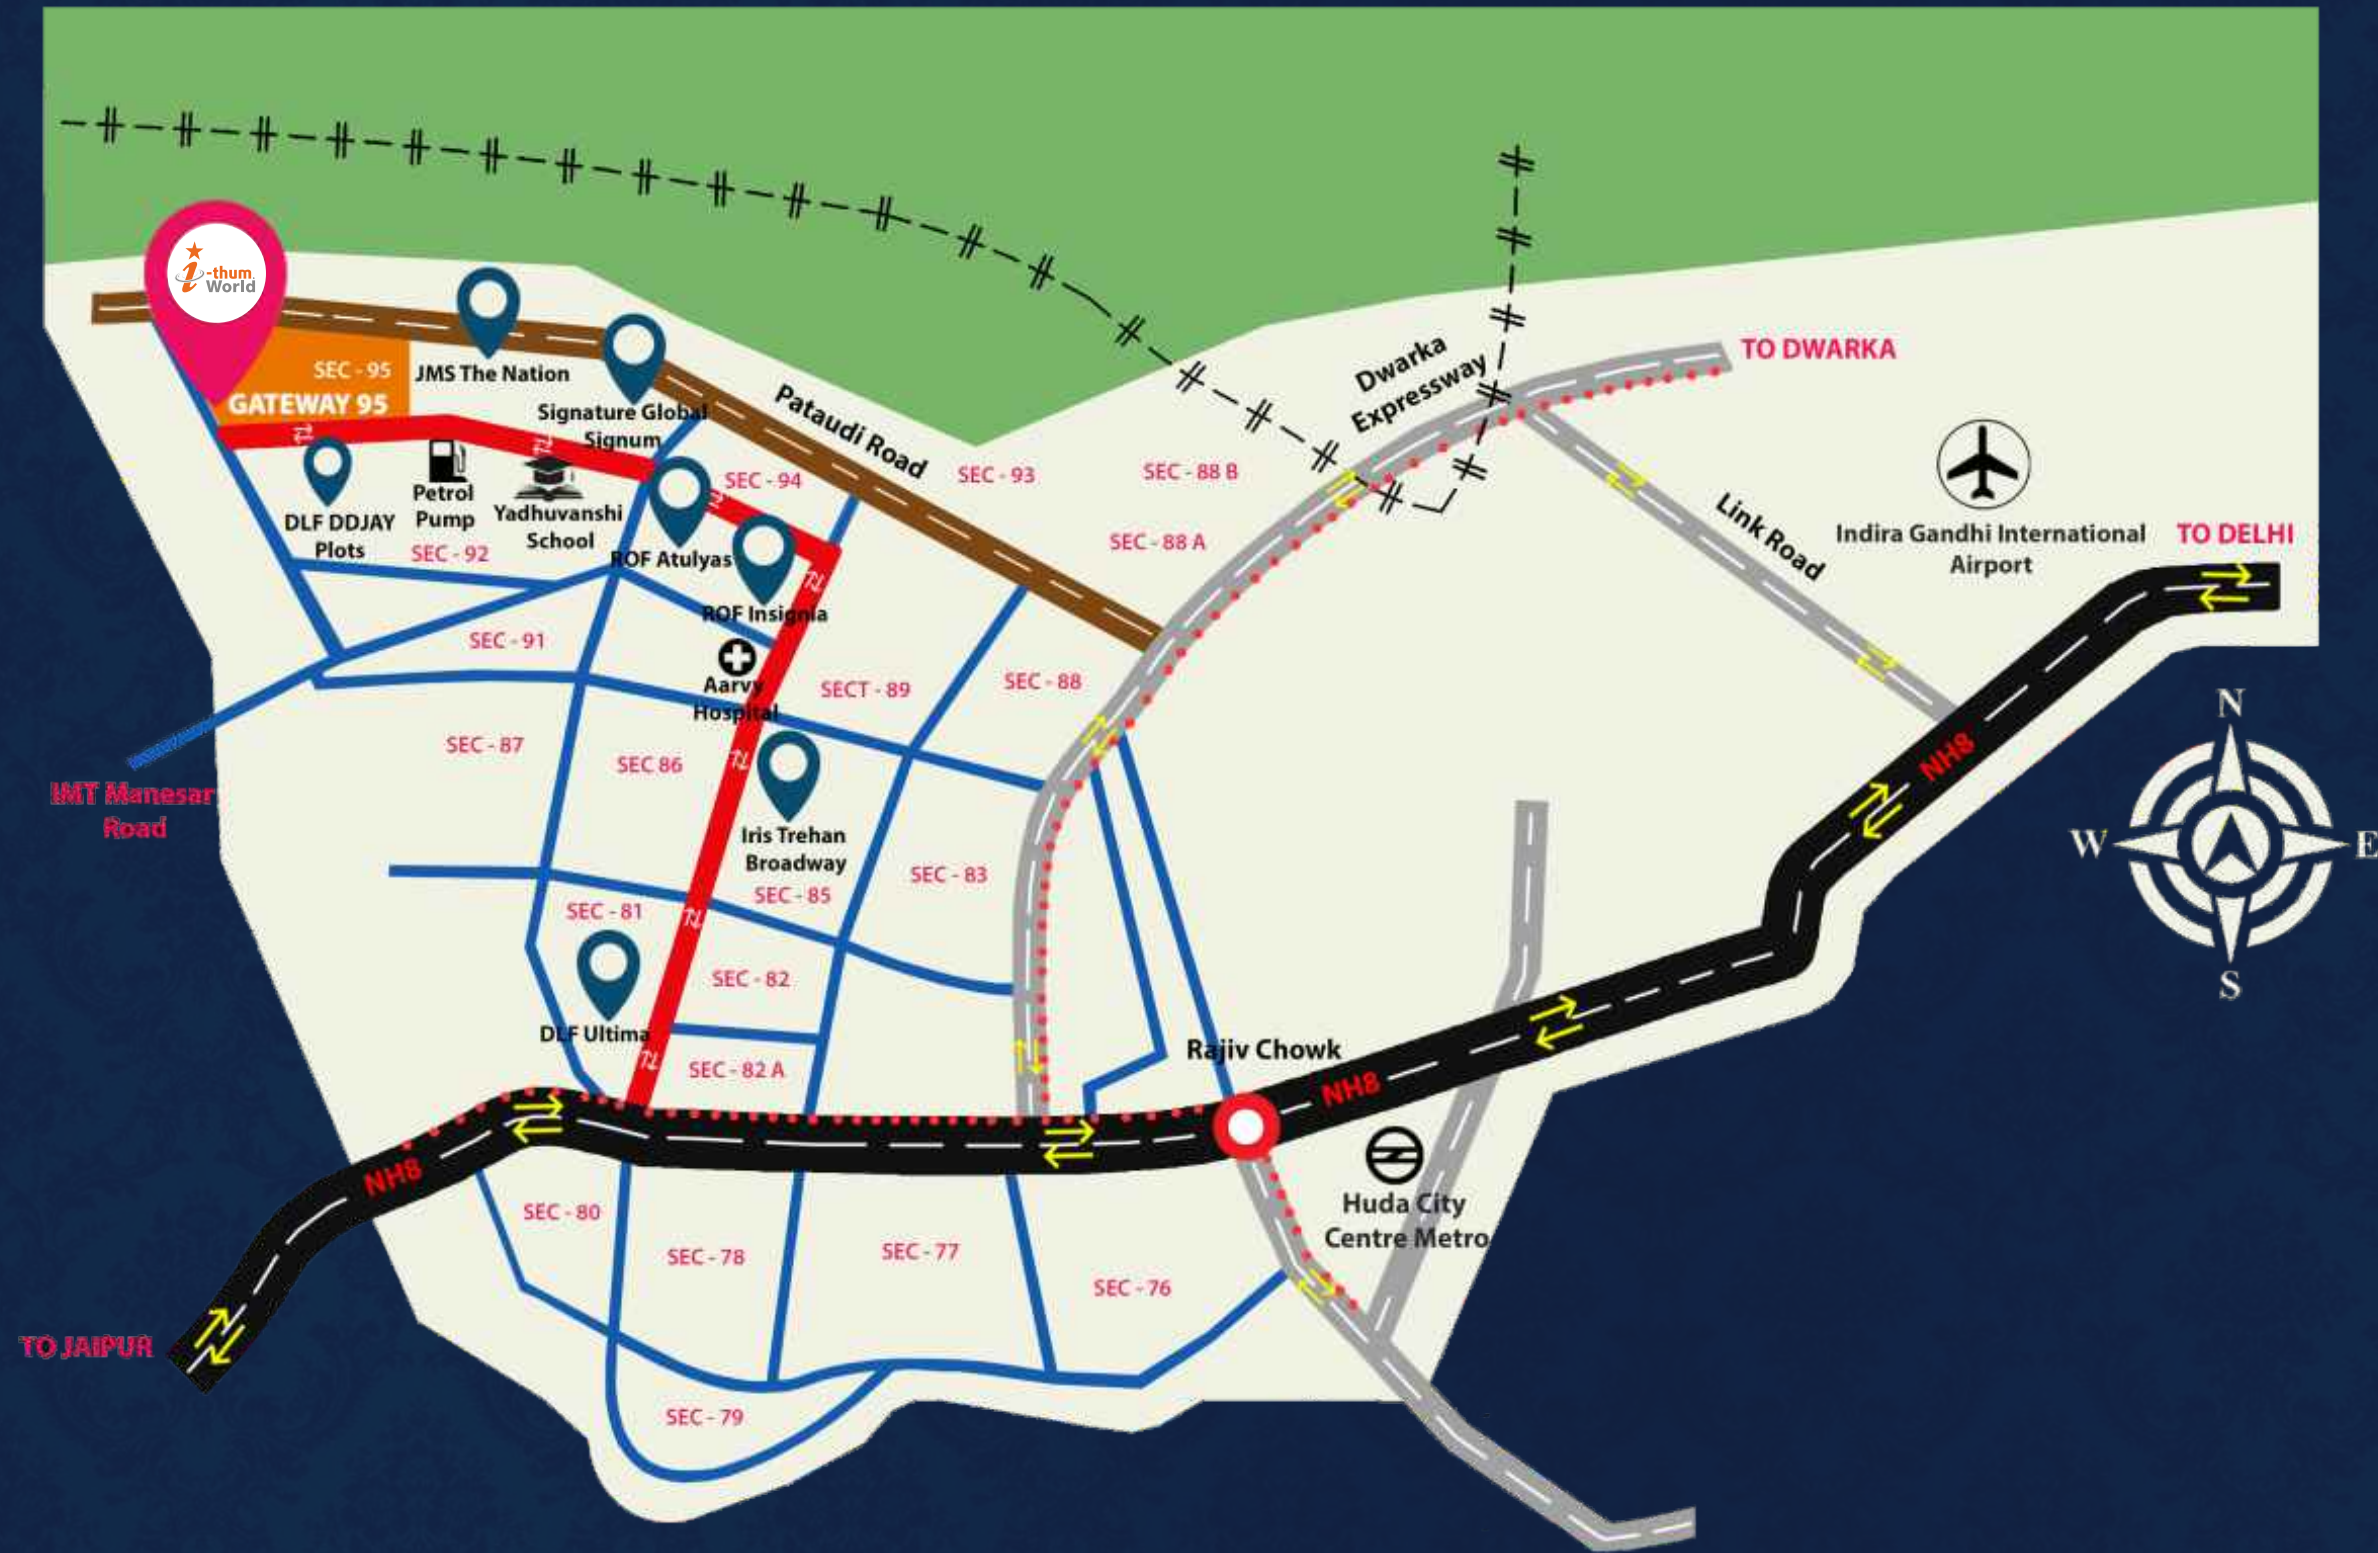 -thum
World
SEC - 95
GATEWAY 95
JMS The Nation
Signature Global
Signum
Pataudi Road
Dwarka
Expressway
TO DWARKA
SEC - 94
SEC - 93
SEC - 88 B
SEC - 88 A
Link Road
Indira Gandhi International
Airport
TO DELHI
DLF DDJAY
Plots
Petrol
Pump
SEC - 92
Yadhuvanshi
School
ROF Atulyas
ROF Insignia
SEC - 91
Aarvy
Hospital
SECT - 89
SEC - 88
SEC - 87
SEC 86
IMT Manesar
Road
Iris Trehan
Broadway
SEC - 85
SEC - 83
SEC - 81
SEC - 82
DLF Ultima
SEC - 82 A
Rajiv Chowk
NH8
NH8
NH8
N
W
E
S
Huda City
Centre Metro
SEC - 80
SEC - 78
SEC - 77
SEC - 76
SEC - 79
TO JAIPUR